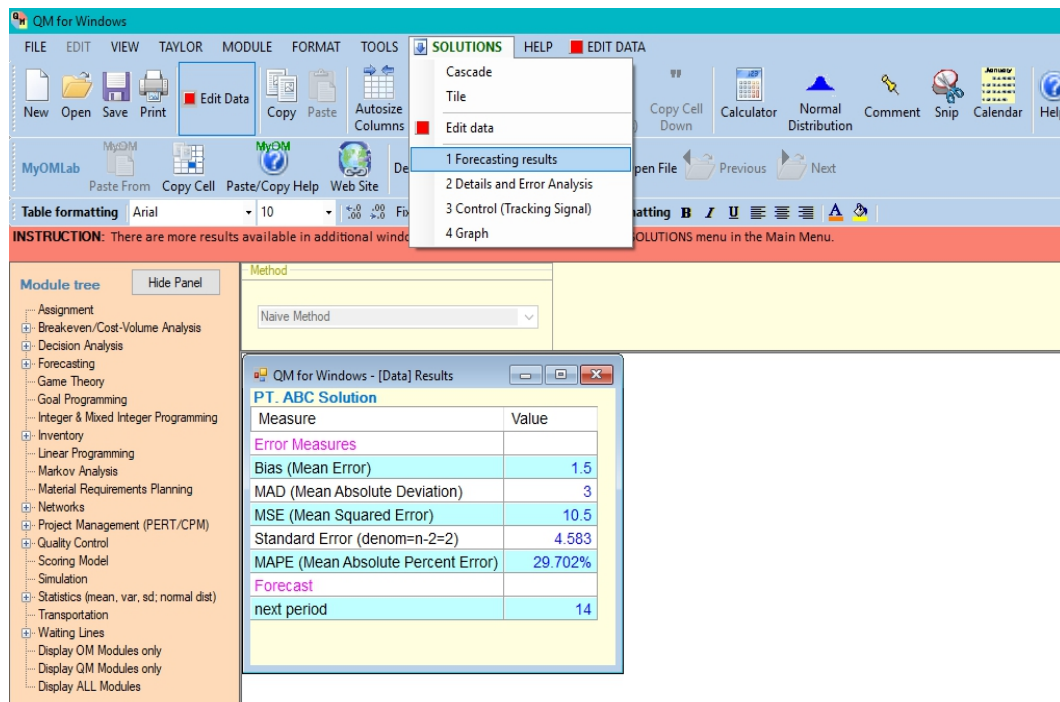 QM for Windows
FILE EDIT VIEW TAYLOR MODULE FORMAT TOOLS SOLUTIONS HELP EDIT DATA
Cascade
Tile
Edit data
1 Forecasting results
2 Details and Error Analysis
3 Control (Tracking Signal)
4 Graph
New Open Save Print Edit Data Copy Paste Autosize Columns Copy Cell Down Calculator Normal Distribution Comment Snip Calendar
MyOMLab Paste From Copy Cell Paste/Copy Help Web Site Previous Next
Table formatting Arial 10 B I U A
INSTRUCTION: There are more results available in additional SOLUTIONS menu in the Main Menu.
Module tree Hide Panel
Assignment
Breakeven/Cost-Volume Analysis
Decision Analysis
Forecasting
Game Theory
Goal Programming
Integer & Mixed Integer Programming
Inventory
Linear Programming
Markov Analysis
Material Requirements Planning
Networks
Project Management (PERT/CPM)
Quality Control
Scoring Model
Simulation
Statistics (mean, var, sd; normal dist)
Transportation
Waiting Lines
Display OM Modules only
Display QM Modules only
Display ALL Modules
Method
Naive Method
QM for Windows - [Data] Results
PT. ABC Solution
Measure Value
Error Measures
Bias (Mean Error) 1.5
MAD (Mean Absolute Deviation) 3
MSE (Mean Squared Error) 10.5
Standard Error (denom=n-2=2) 4.583
MAPE (Mean Absolute Percent Error) 29.702%
Forecast
next period 14